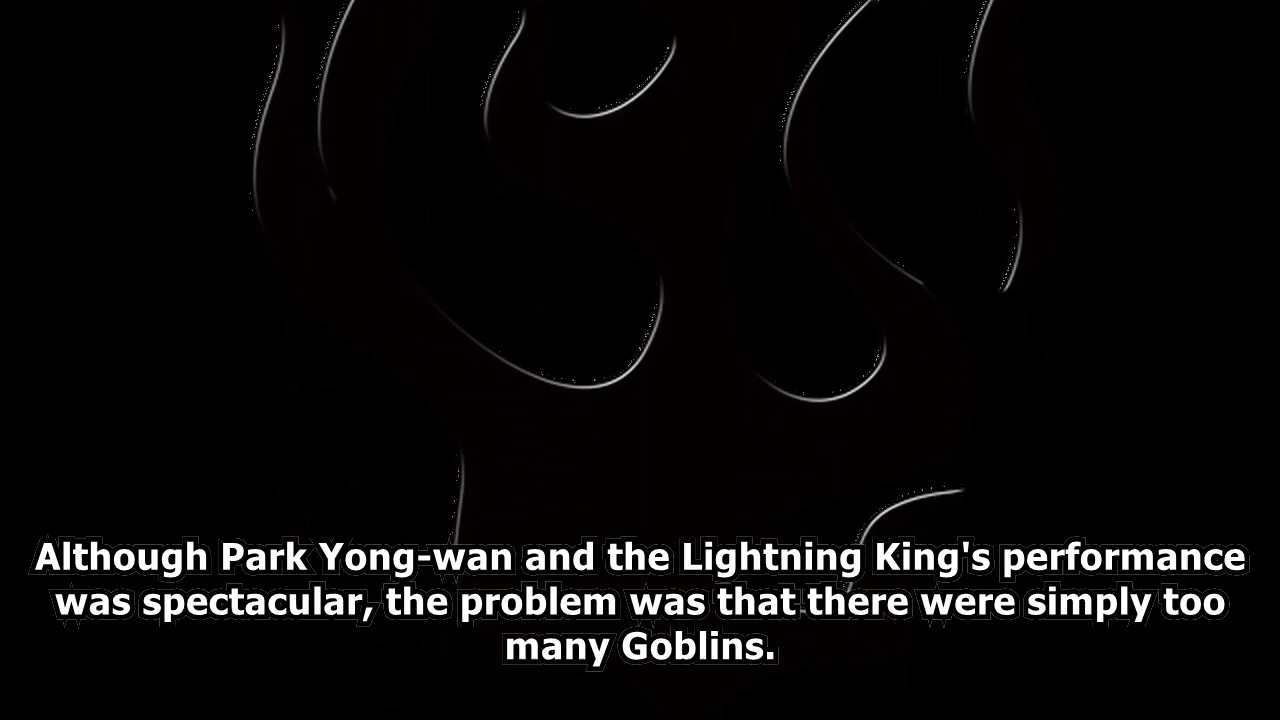 Although Park Yong-wan and the Lightning King's performance
was spectacular, the problem was that there were simply too
many Goblins.